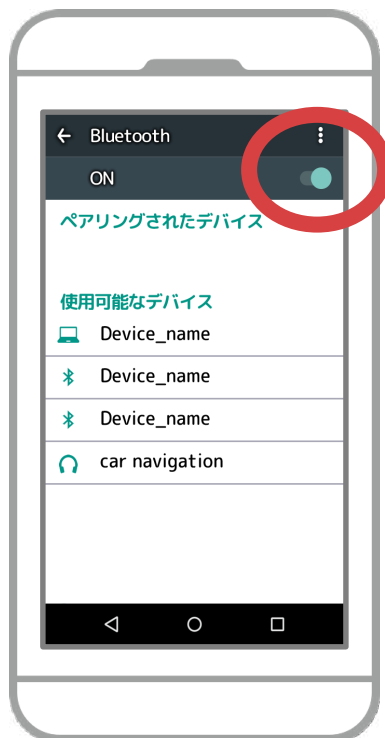 Bluetooth
ON
ペアリングされたデバイス
使用可能なデバイス
Device_name
Device_name
Device_name
car navigation